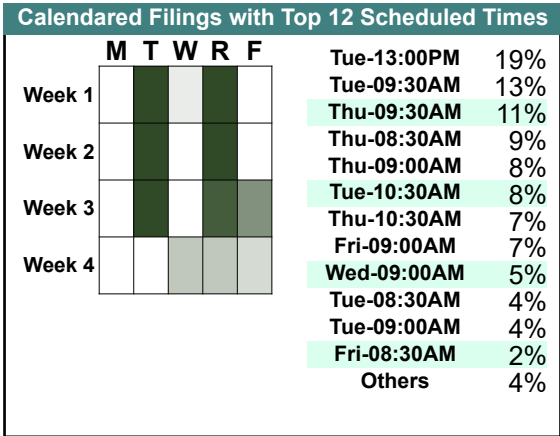 Calendared Filings with Top 12 Scheduled Times
M T W R F
Week 1
Week 2
Week 3
Week 4
Tue-13:00PM 19%
Tue-09:30AM 13%
Thu-09:30AM 11%
Thu-08:30AM 9%
Thu-09:00AM 8%
Tue-10:30AM 8%
Thu-10:30AM 7%
Fri-09:00AM 7%
Wed-09:00AM 5%
Tue-08:30AM 4%
Tue-09:00AM 4%
Fri-08:30AM 2%
Others 4%